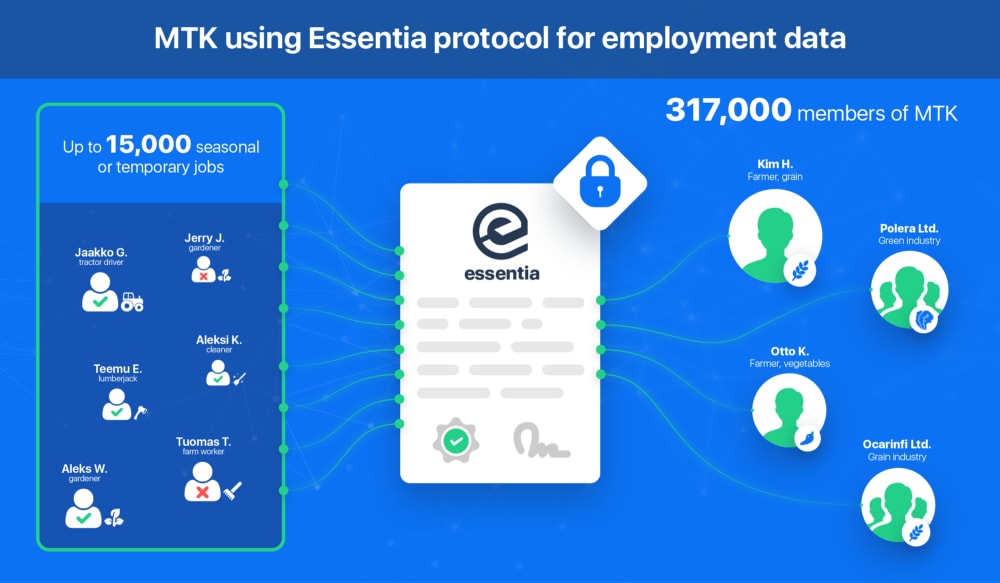 MTK using Essentia protocol for employment data
Up to 15,000 seasonal
or temporary jobs
Jaakko G.
tractor driver
Jerry J.
gardener
Aleksi K.
cleaner
Teemu E.
lumberjack
Tuomas T.
farm worker
Aleks W.
gardener
essentia
317,000 members of MTK
Kim H.
Farmer, grain
Polera Ltd.
Green industry
Otto K.
Farmer, vegetables
Ocarinfi Ltd.
Grain industry